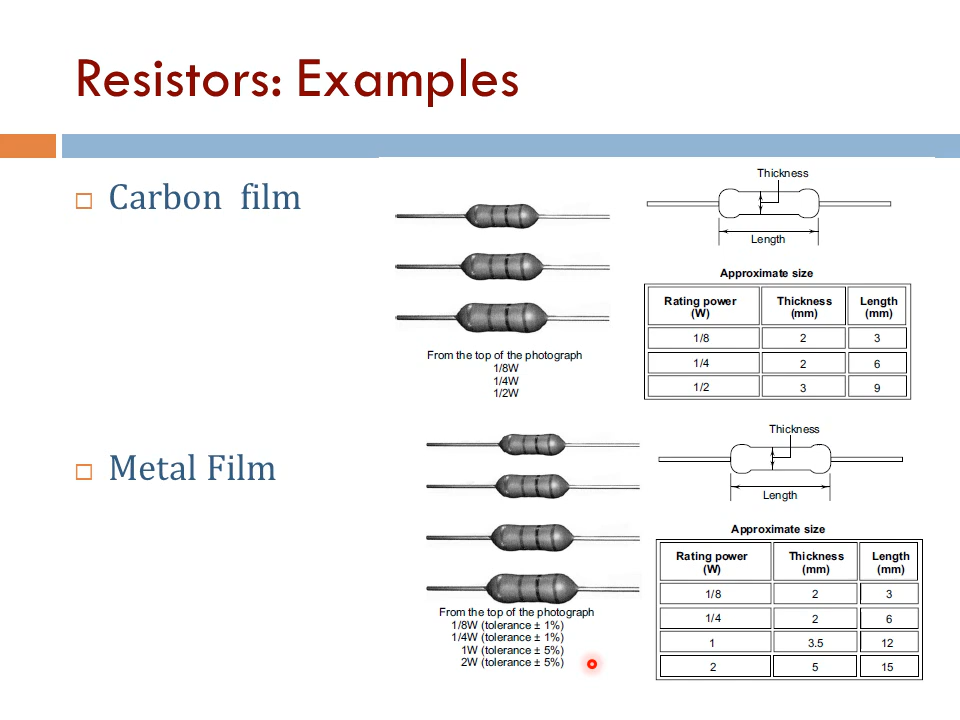 Resistors: Examples
Carbon film
Thickness
Length
From the top of the photograph
1/8W
1/4W
1/2W
Approximate size
Rating power (W) Thickness (mm) Length (mm)
1/8 2 3
1/4 2 6
1/2 3 9
Metal Film
Thickness
Length
From the top of the photograph
1/8W (tolerance ± 1%)
1/4W (tolerance ± 1%)
1W (tolerance ± 5%)
2W (tolerance ± 5%)
Approximate size
Rating power (W) Thickness (mm) Length (mm)
1/8 2 3
1/4 2 6
1 3.5 12
2 5 15